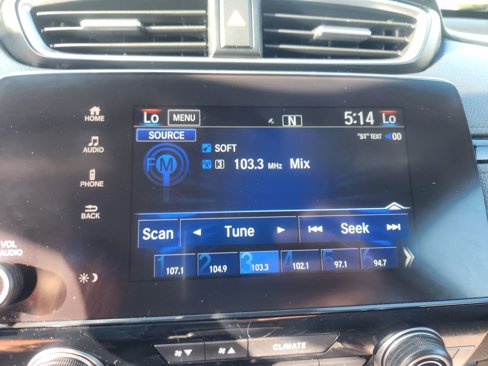 Lo MENU N 5:14 Lo
HOME
SOURCE
"ST" TEXT 00
SOFT
AUDIO
FM
3 103.3 MHz Mix
PHONE
BACK
Scan Tune Seek
VOL
AUDIO
1 107.1 2 104.9 3 103.3 4 102.1 5 97.1 94.7
CLIMATE